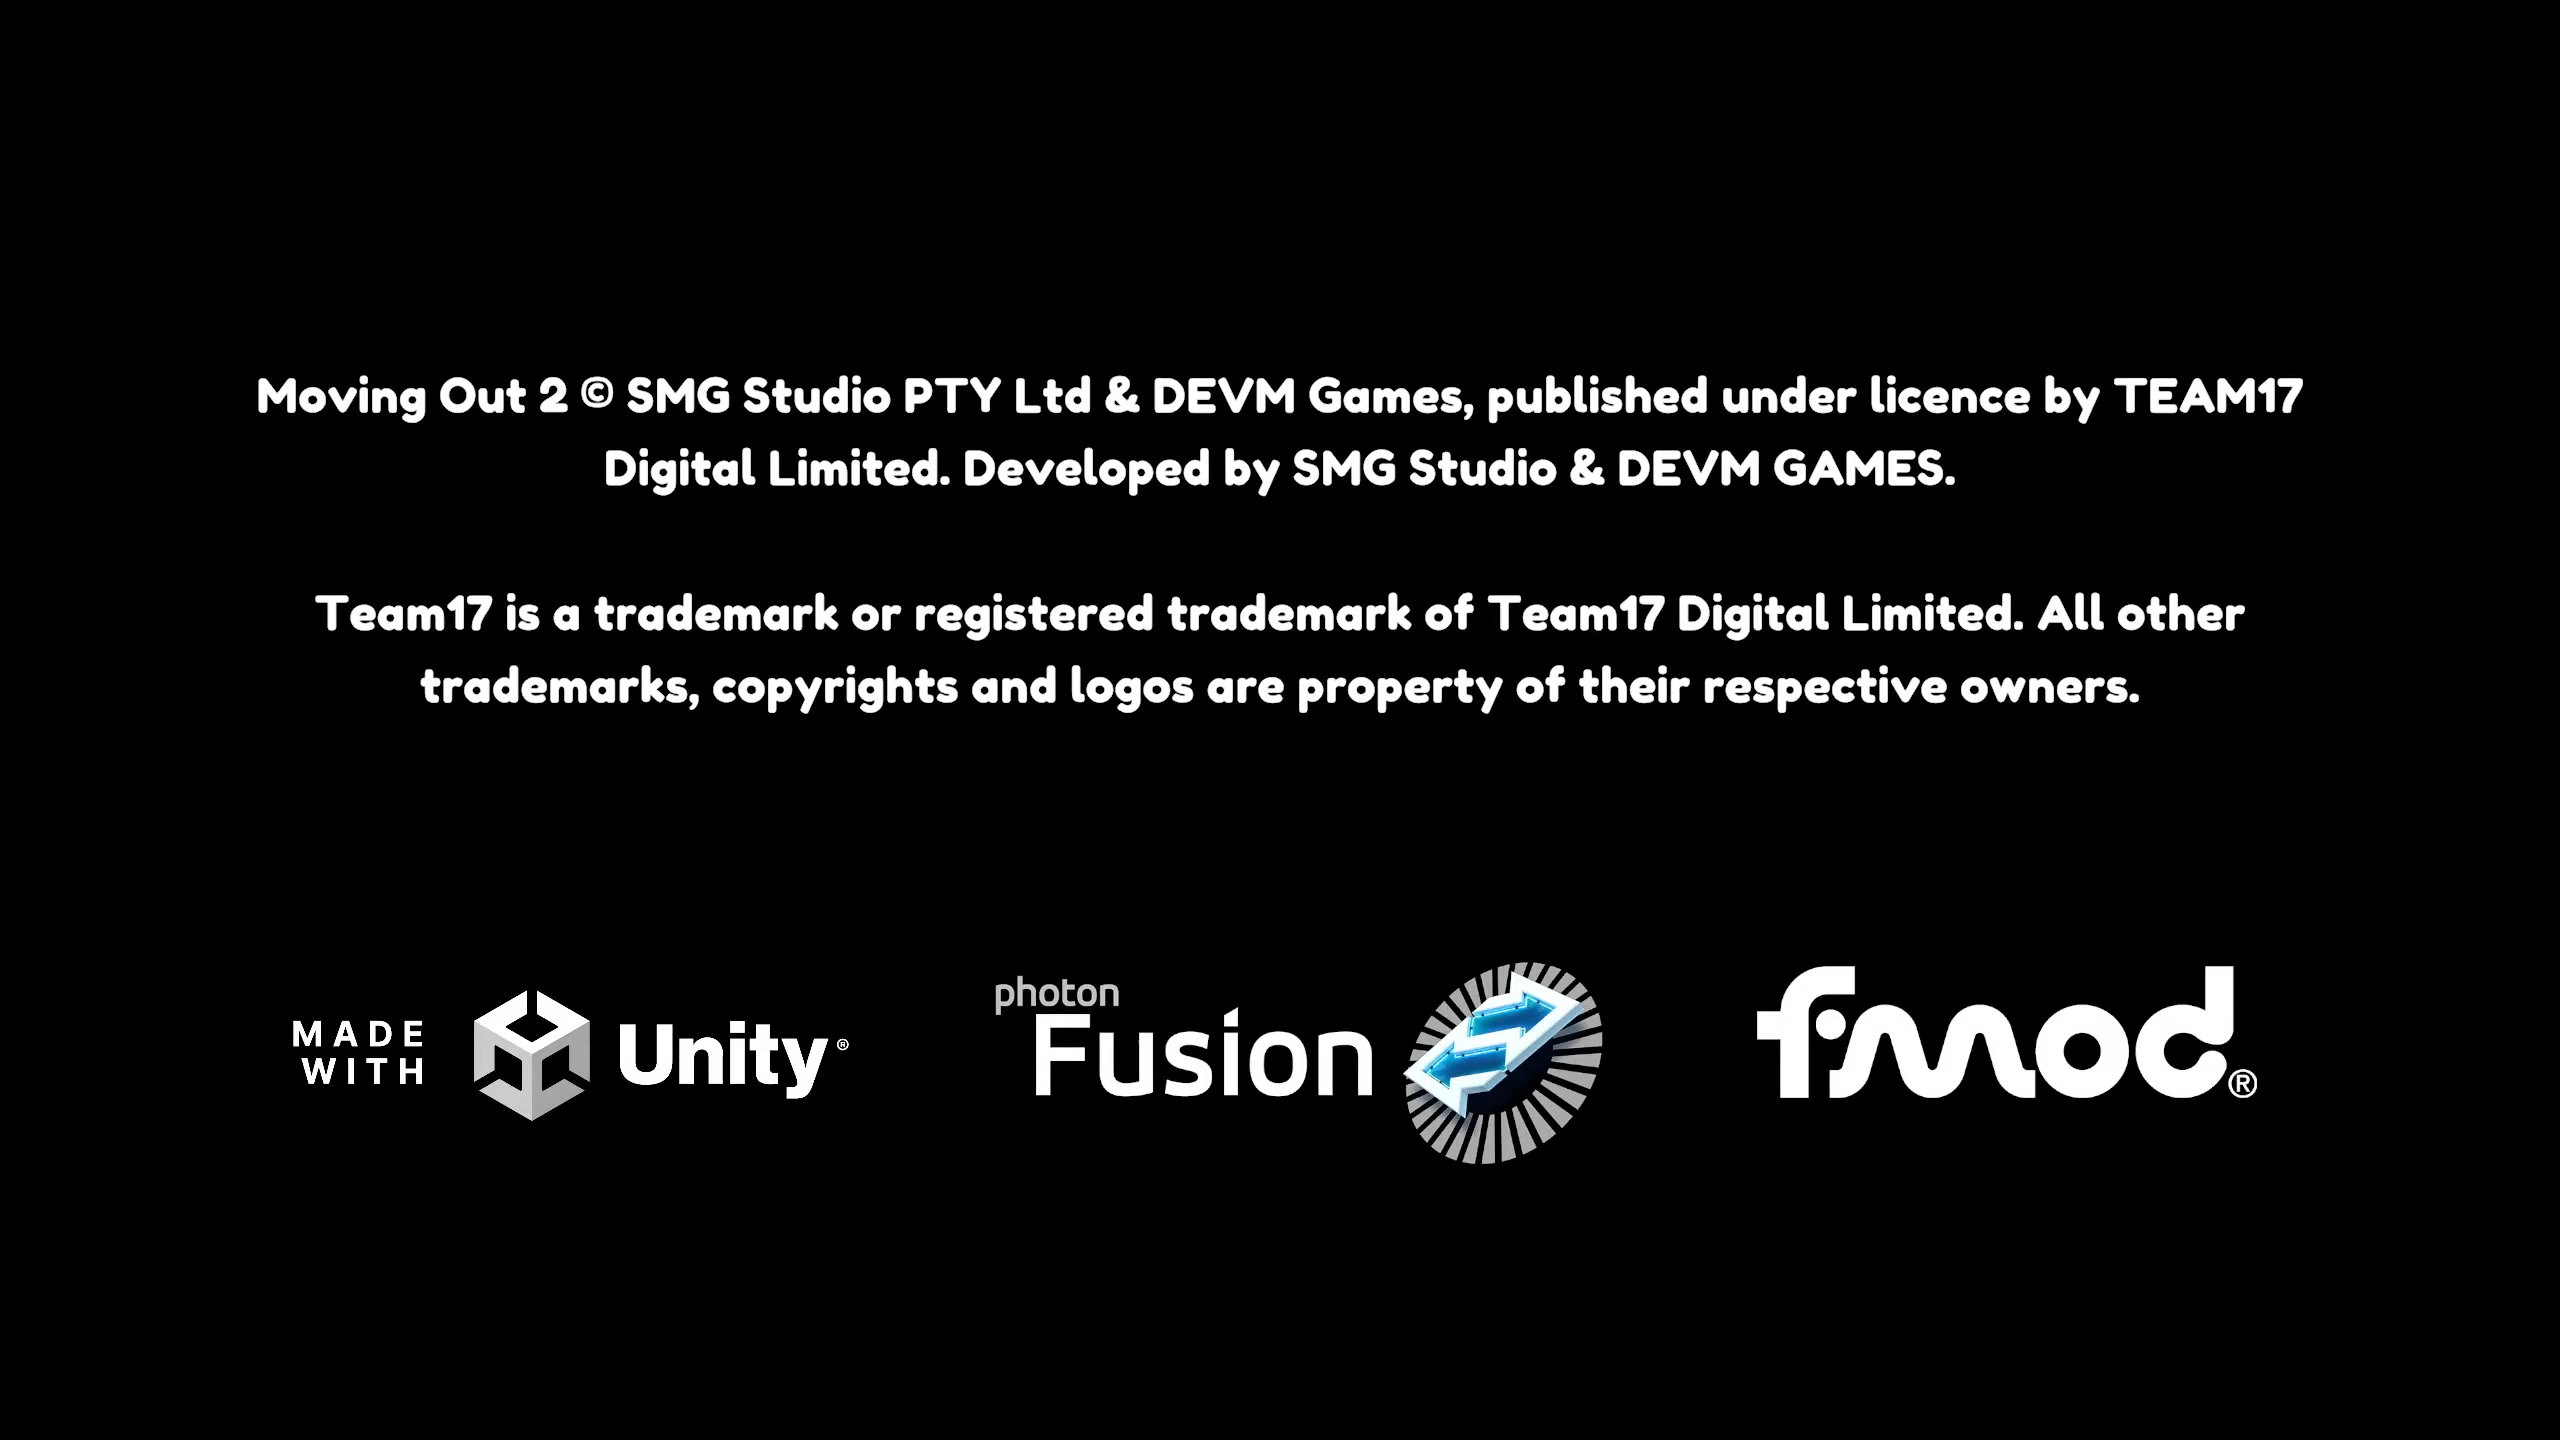 Moving Out 2 © SMG Studio PTY Ltd & DEVM Games, published under licence by TEAM17
Digital Limited. Developed by SMG Studio & DEVM GAMES.
Team17 is a trademark or registered trademark of Team17 Digital Limited. All other
trademarks, copyrights and logos are property of their respective owners.
MADE
WITH
Unity®
photon
Fusion
fmod®